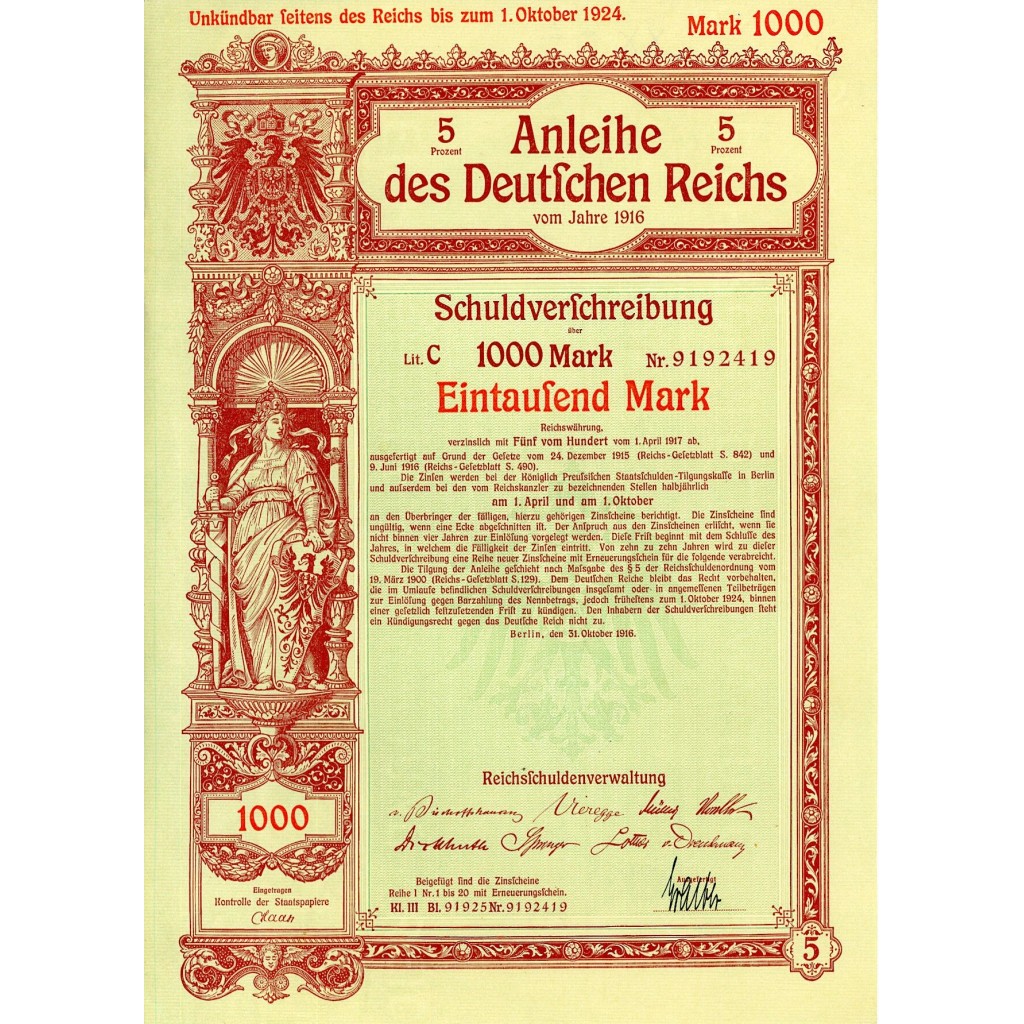 Unkündbar ſeitens des Reichs bis zum 1. Oktober 1924.
Mark 1000
5 Prozent
Anleihe
5 Prozent
des Deutſchen Reichs
vom Jahre 1916
Schuldverſchreibung
über
Lit. C 1000 Mark Nr. 9192419
Eintauſend Mark
Reichswährung,
verzinslich mit Fünf vom Hundert vom 1. April 1917 ab,
ausgefertigt auf Grund der Geſetze vom 24. Dezember 1915 (Reichs-Geſetzblatt S. 842) und
9. Juni 1916 (Reichs-Geſetzblatt S. 490).
Die Zinſen werden bei der Königlich Preuſsiſchen Staatsſchulden-Tilgungskaſſe in Berlin
und auſserdem bei den vom Reichskanzler zu bezeichnenden Stellen halbjährlich
am 1. April und am 1. Oktober
an den Überbringer der fälligen, hierzu gehörigen Zinsſcheine berichtigt. Die Zinsſcheine ſind
ungültig, wenn eine Ecke abgeſchnitten iſt. Der Anſpruch aus den Zinsſcheinen erliſcht, wenn ſie
nicht binnen vier Jahren zur Einlöſung vorgelegt werden. Dieſe Friſt beginnt mit dem Schluſſe des
Jahres, in welchem die Fälligkeit der Zinſen eintritt. Von zehn zu zehn Jahren wird zu dieſer
Schuldverſchreibung eine Reihe neuer Zinsſcheine mit Erneuerungsſchein für die folgende verabreicht.
Die Tilgung der Anleihe geſchieht nach Maſsgabe des § 5 der Reichsſchuldenordnung vom
19. März 1900 (Reichs-Geſetzblatt S. 129). Dem Deutſchen Reiche bleibt das Recht vorbehalten,
die im Umlaufe befindlichen Schuldverſchreibungen insgeſamt oder in angemeſſenen Teilbeträgen
zur Einlöſung gegen Barzahlung des Nennbetrags, jedoch früheſtens zum 1. Oktober 1924, binnen
einer geſetzlich feſtzuſetzenden Friſt zu kündigen. Den Inhabern der Schuldverſchreibungen ſteht
ein Kündigungsrecht gegen das Deutſche Reich nicht zu.
Berlin, den 31. Oktober 1916.
Reichsſchuldenverwaltung
v. Biſchoffshauſen Vieregge Müller
Springer Lottner v. Drenkmann
1000
Eingetragen
Kontrolle der Staatspapiere
Haas
Beigefügt ſind die Zinsſcheine
Reihe I Nr. 1 bis 20 mit Erneuerungsſchein.
Kl. III Bl. 91925 Nr. 9192419
Ausgefertigt
5